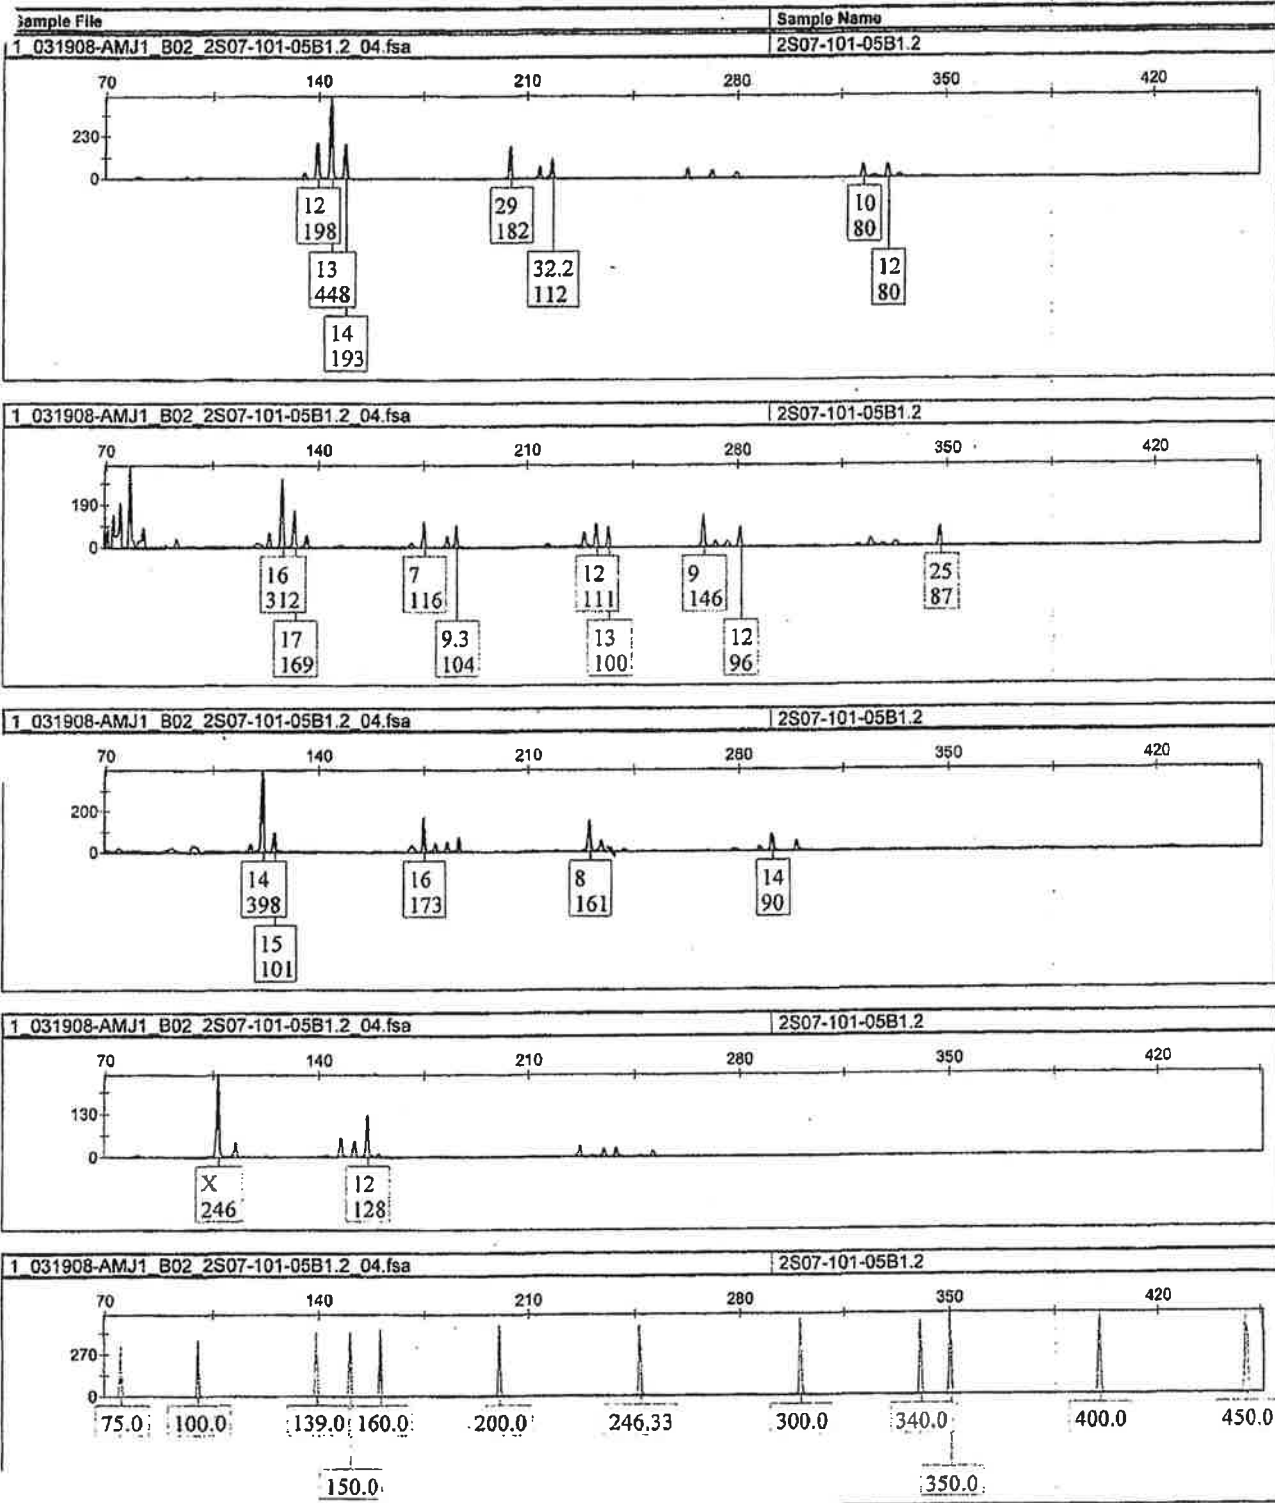 Sample File Sample Name
1_031908-AMJ1_B02_2S07-101-05B1.2_04.fsa 2S07-101-05B1.2
70 140 210 280 350 420
230
0
12 29 10
198 182 80
13 32.2 12
448 112 80
14
193
1_031908-AMJ1_B02_2S07-101-05B1.2_04.fsa 2S07-101-05B1.2
70 140 210 280 350 420
190
0
16 7 12 9 25
312 116 111 146 87
17 9.3 13 12
169 104 100 96
1_031908-AMJ1_B02_2S07-101-05B1.2_04.fsa 2S07-101-05B1.2
70 140 210 280 350 420
200
0
14 16 8 14
398 173 161 90
15
101
1_031908-AMJ1_B02_2S07-101-05B1.2_04.fsa 2S07-101-05B1.2
70 140 210 280 350 420
130
0
X 12
246 128
1_031908-AMJ1_B02_2S07-101-05B1.2_04.fsa 2S07-101-05B1.2
70 140 210 280 350 420
270
0
75.0 100.0 139.0 160.0 200.0 246.33 300.0 340.0 400.0 450.0
150.0 350.0